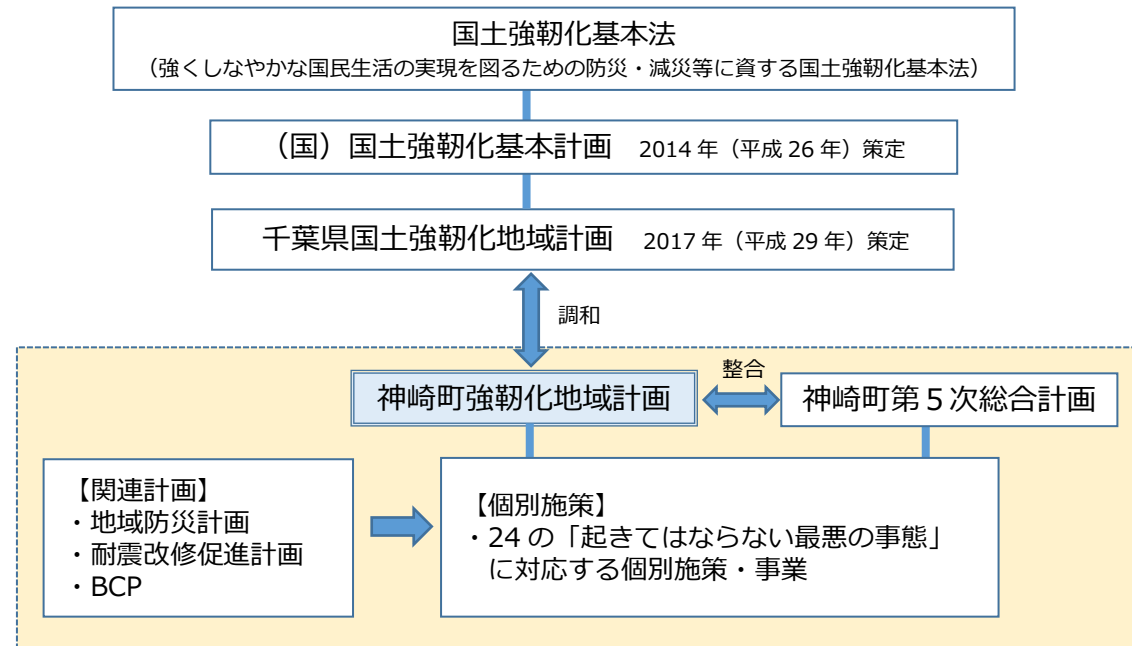 国土強靭化基本法
（強くしなやかな国民生活の実現を図るための防災・減災等に資する国土強靭化基本法）
（国）国土強靭化基本計画　2014 年（平成 26 年）策定
千葉県国土強靭化地域計画　2017 年（平成 29 年）策定
調和
神崎町強靭化地域計画
整合
神崎町第５次総合計画
【関連計画】
・地域防災計画
・耐震改修促進計画
・BCP
【個別施策】
・24 の「起きてはならない最悪の事態」
に対応する個別施策・事業